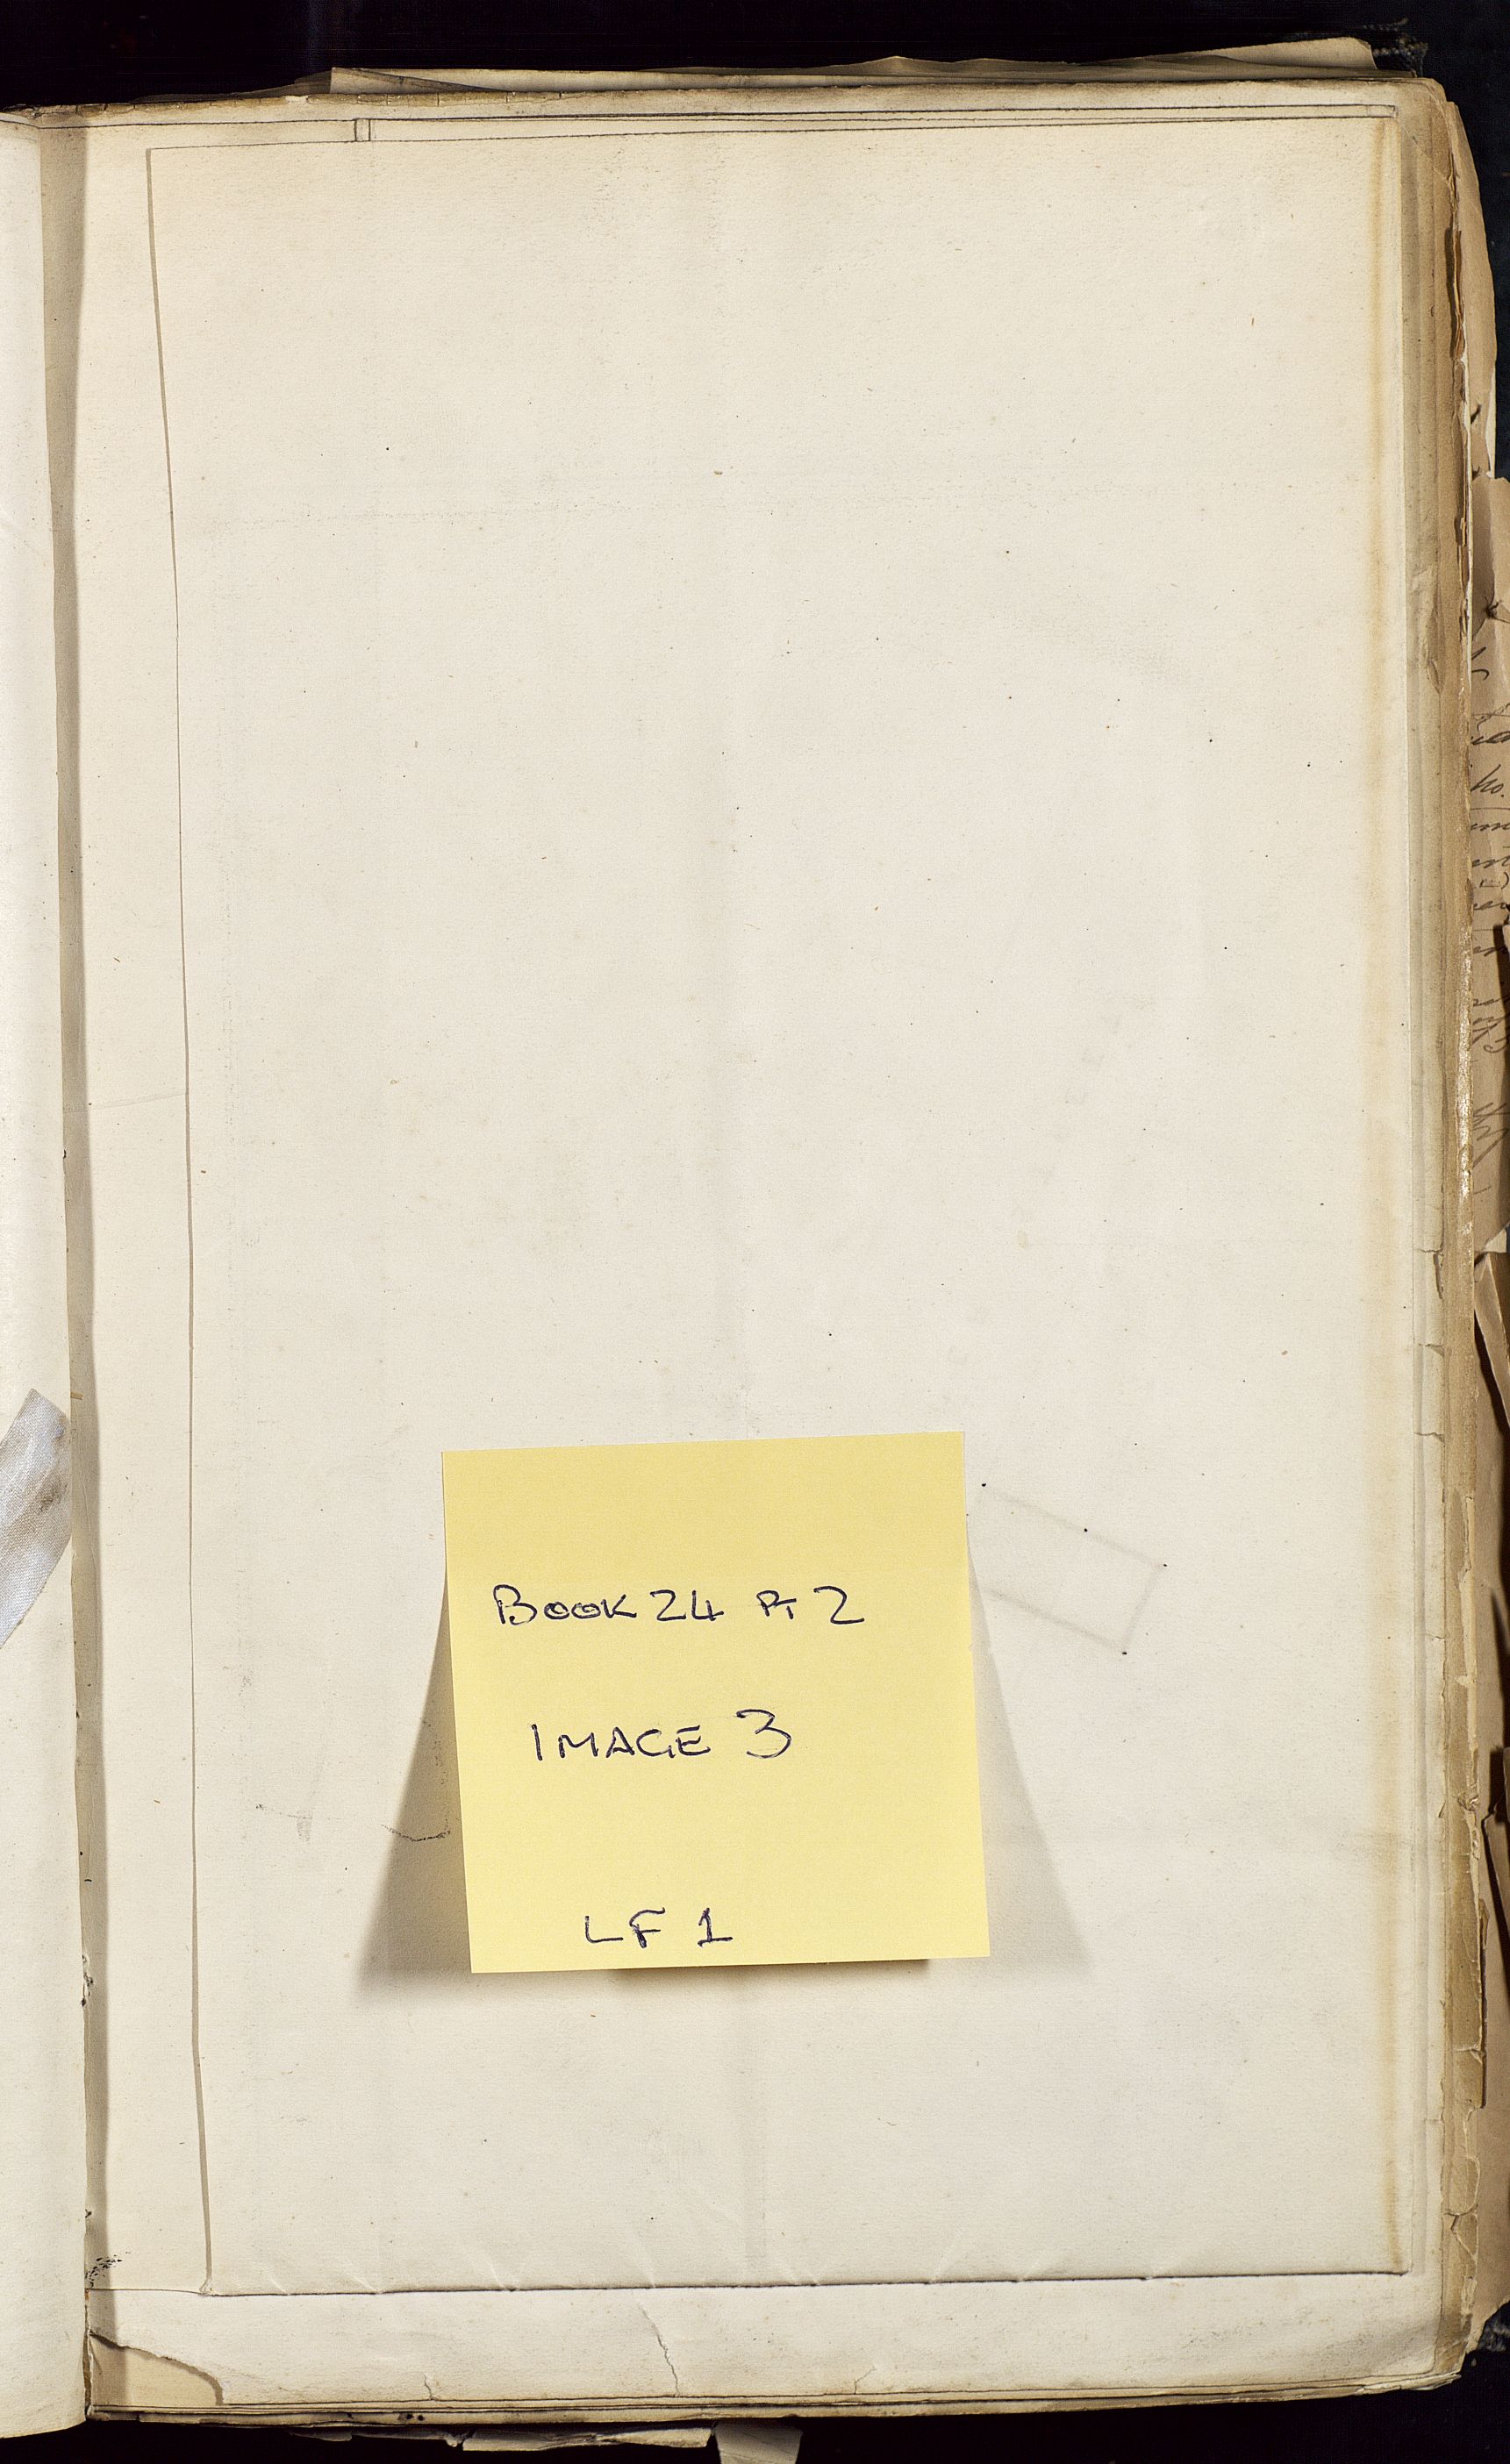 BOOK 24 PT 2
IMAGE 3
LF 1